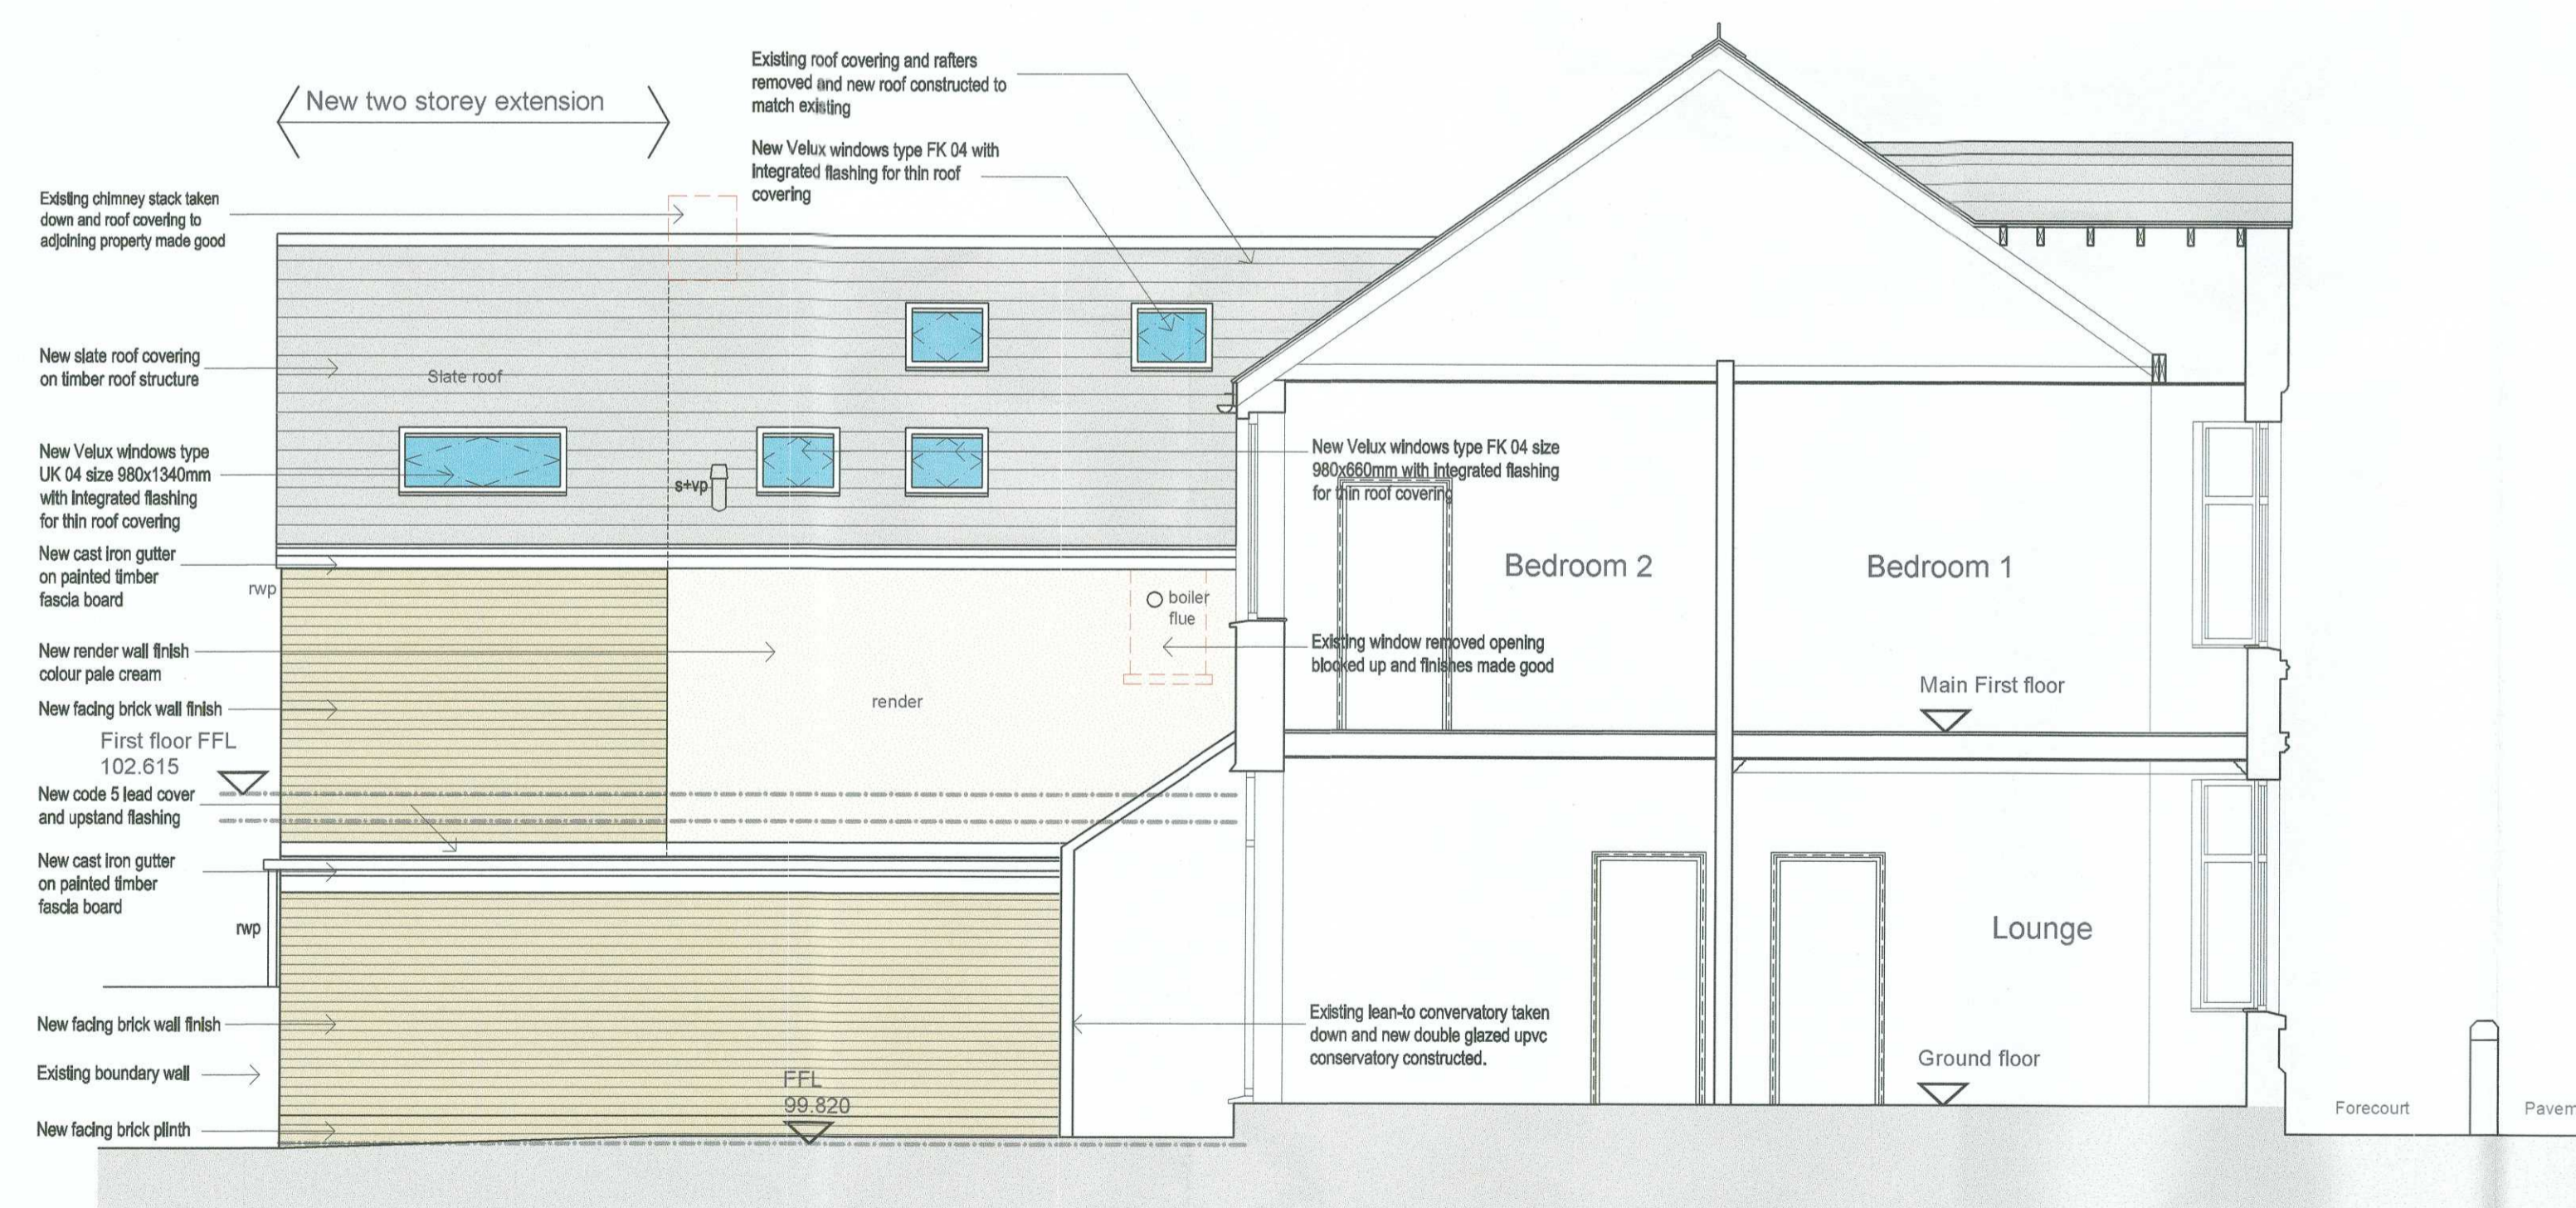 New two storey extension
Existing roof covering and rafters
removed and new roof constructed to
match existing
New Velux windows type FK 04 with
integrated flashing for thin roof
covering
Existing chimney stack taken
down and roof covering to
adjoining property made good
New slate roof covering
on timber roof structure
Slate roof
New Velux windows type
UK 04 size 980x1340mm
with integrated flashing
for thin roof covering
s+vp
New Velux windows type FK 04 size
980x660mm with integrated flashing
for thin roof covering
New cast iron gutter
on painted timber
fascia board
rwp
boiler
flue
Bedroom 2
Bedroom 1
New render wall finish
colour pale cream
Existing window removed opening
blocked up and finishes made good
New facing brick wall finish
render
Main First floor
First floor FFL
102.615
New code 5 lead cover
and upstand flashing
New cast iron gutter
on painted timber
fascia board
rwp
Lounge
New facing brick wall finish
Existing lean-to convervatory taken
down and new double glazed upvc
conservatory constructed.
Existing boundary wall
FFL
99.820
Ground floor
New facing brick plinth
Forecourt
Pavem